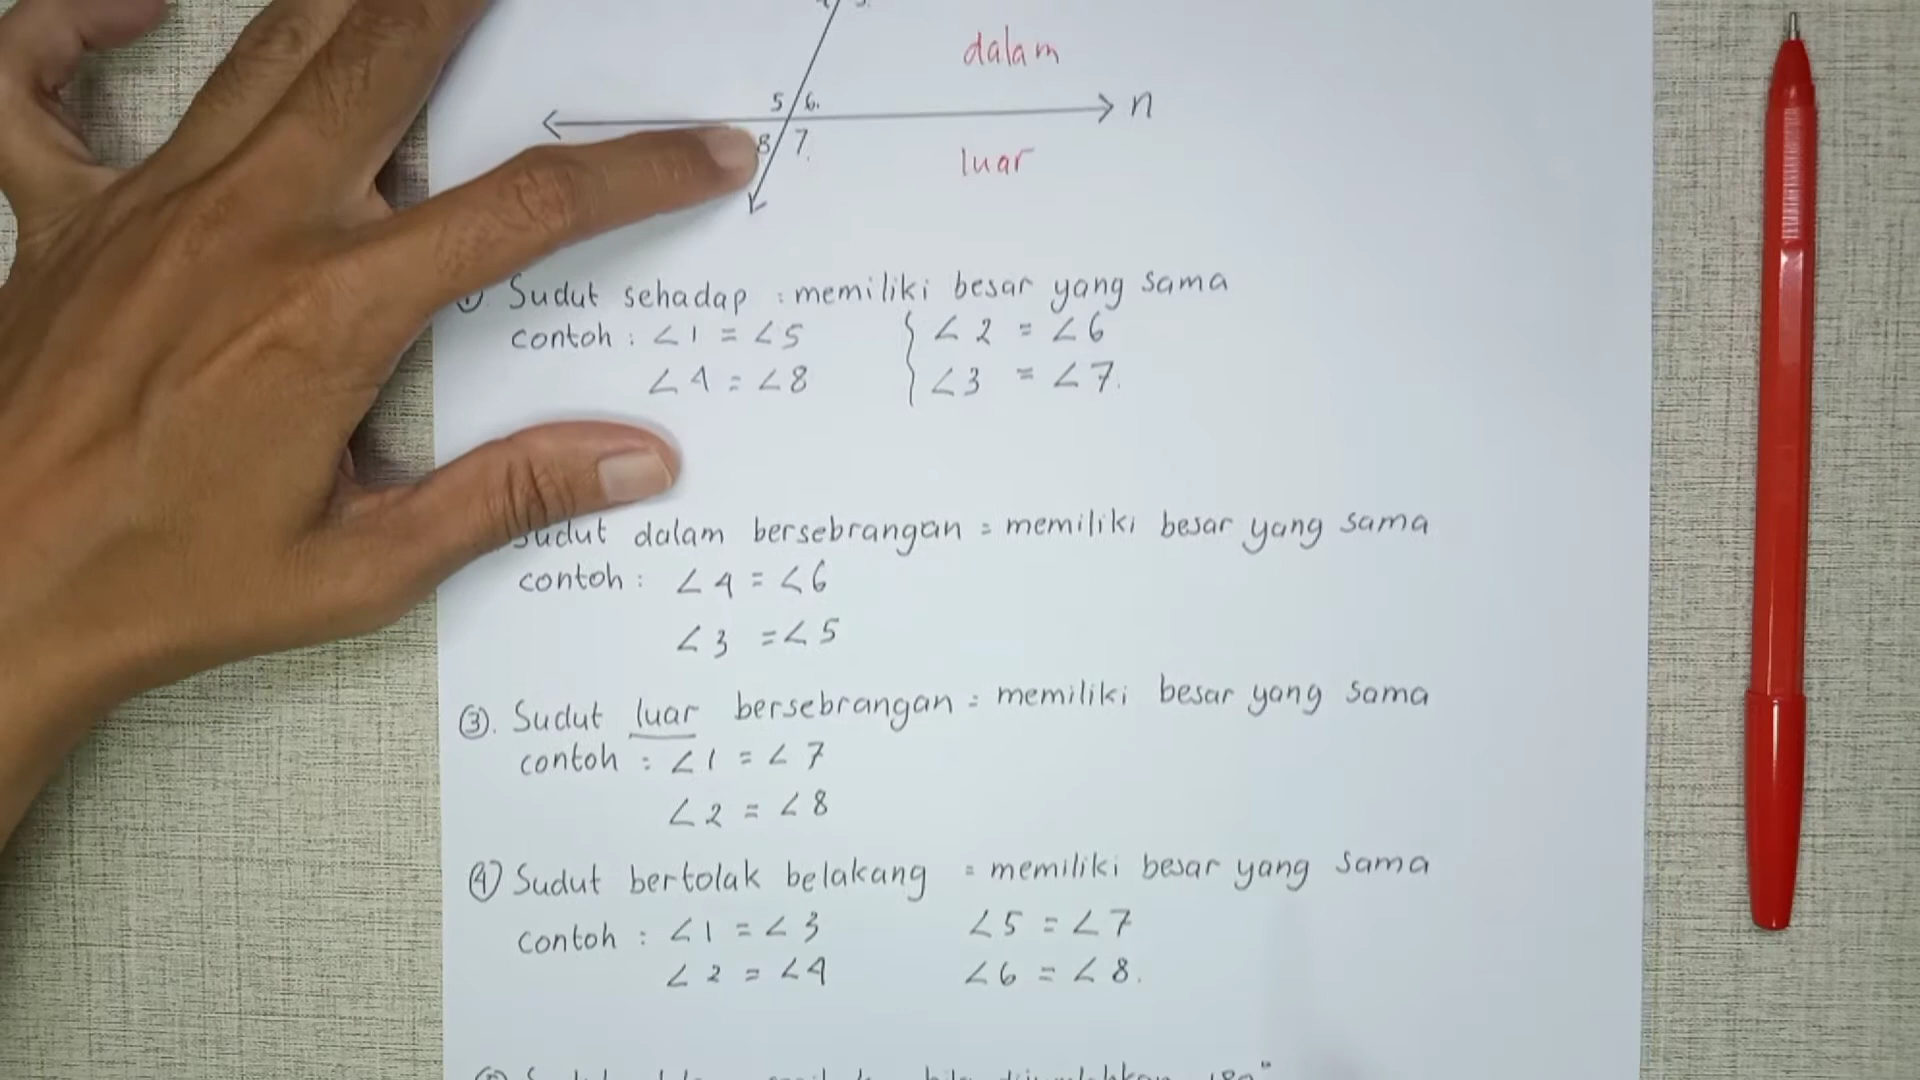 dalam
5 6.
n
8 7.
luar
Sudut sehadap : memiliki besar yang sama
contoh : ∠1 = ∠5 { ∠2 = ∠6
∠4 = ∠8 ∠3 = ∠7.
Sudut dalam bersebrangan = memiliki besar yang sama
contoh : ∠4 = ∠6
∠3 = ∠5
③. Sudut luar bersebrangan = memiliki besar yang sama
contoh : ∠1 = ∠7
∠2 = ∠8
④ Sudut bertolak belakang = memiliki besar yang sama
contoh : ∠1 = ∠3 ∠5 = ∠7
∠2 = ∠4 ∠6 = ∠8.